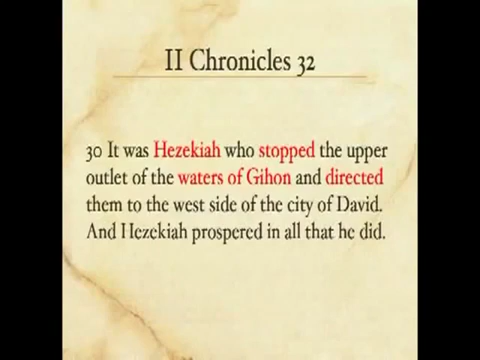 II Chronicles 32
30 It was Hezekiah who stopped the upper
outlet of the waters of Gihon and directed
them to the west side of the city of David.
And Hezekiah prospered in all that he did.